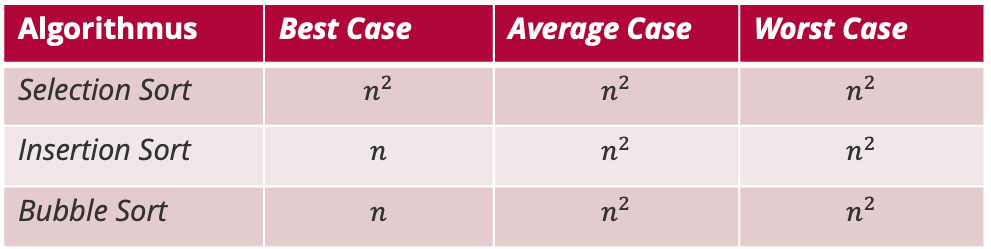 Algorithmus Best Case Average Case Worst Case
Selection Sort n² n² n²
Insertion Sort n n² n²
Bubble Sort n n² n²